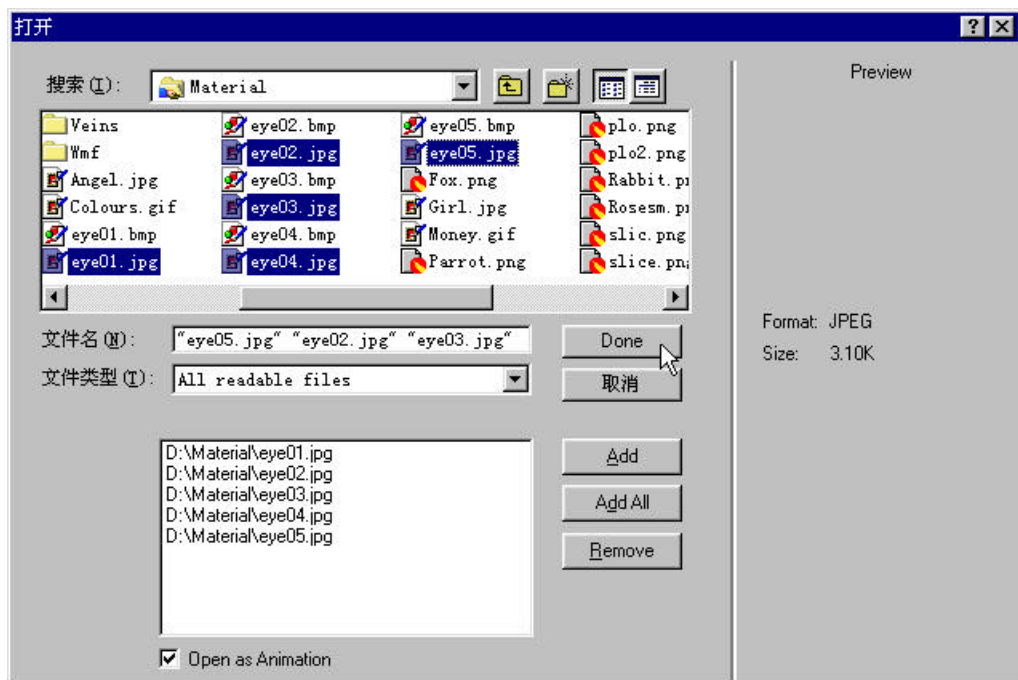 打开
搜索(I):
Material
Preview
Veins
eye02.bmp
eye05.bmp
plo.png
Wmf
eye02.jpg
eye05.jpg
plo2.png
Angel.jpg
eye03.bmp
Fox.png
Rabbit.p
Colours.gif
eye03.jpg
Girl.jpg
Rosesm.p
eye01.bmp
eye04.bmp
Money.gif
slic.png
eye01.jpg
eye04.jpg
Parrot.png
slice.pn
文件名(N):
"eye05.jpg" "eye02.jpg" "eye03.jpg"
Done
Format: JPEG
文件类型(T):
All readable files
取消
Size: 3.10K
D:\Material\eye01.jpg
D:\Material\eye02.jpg
D:\Material\eye03.jpg
D:\Material\eye04.jpg
D:\Material\eye05.jpg
Add
Add All
Remove
Open as Animation